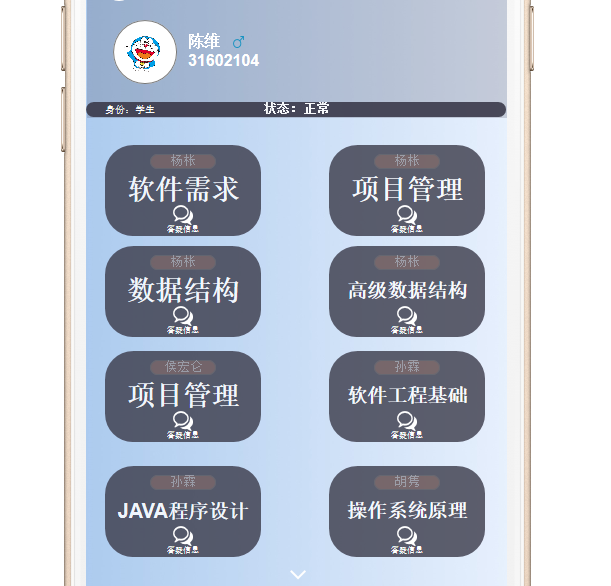 陈维 ♂
31602104
身份：学生 状态：正常
杨枨 杨枨
软件需求 项目管理
答疑信息 答疑信息
杨枨 杨枨
数据结构 高级数据结构
答疑信息 答疑信息
侯宏仑 孙霖
项目管理 软件工程基础
答疑信息 答疑信息
孙霖 胡隽
JAVA程序设计 操作系统原理
答疑信息 答疑信息